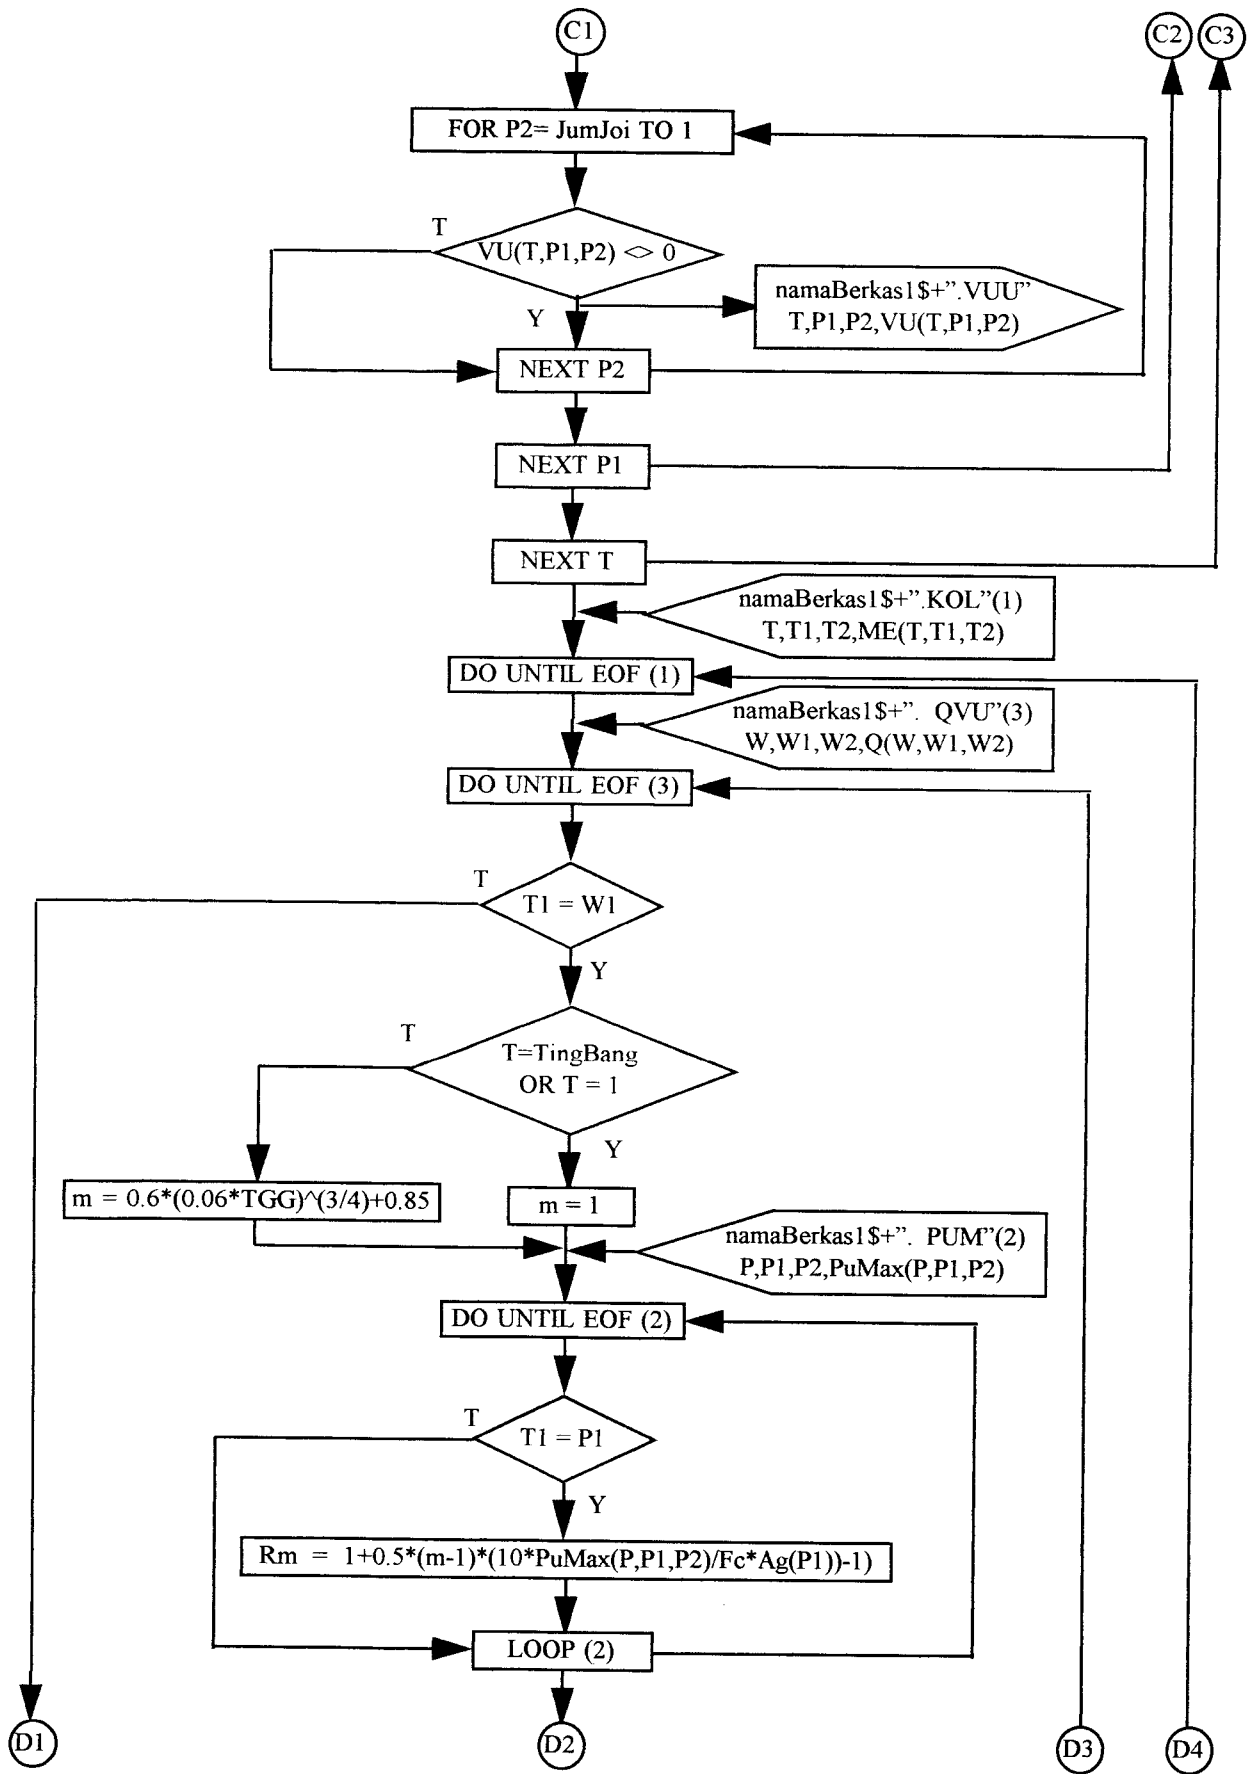 C1
C2
C3
FOR P2= JumJoi TO 1
T
VU(T,P1,P2) <> 0
namaBerkas1$+”.VUU”
T,P1,P2,VU(T,P1,P2)
Y
NEXT P2
NEXT P1
NEXT T
namaBerkas1$+”.KOL”(1)
T,T1,T2,ME(T,T1,T2)
DO UNTIL EOF (1)
namaBerkas1$+”. QVU”(3)
W,W1,W2,Q(W,W1,W2)
DO UNTIL EOF (3)
T
T1 = W1
Y
T
T=TingBang
OR T = 1
Y
m = 0.6*(0.06*TGG)^(3/4)+0.85
m = 1
namaBerkas1$+”. PUM”(2)
P,P1,P2,PuMax(P,P1,P2)
DO UNTIL EOF (2)
T
T1 = P1
Y
Rm = 1+0.5*(m-1)*(10*PuMax(P,P1,P2)/Fc*Ag(P1))-1)
LOOP (2)
D1
D2
D3
D4